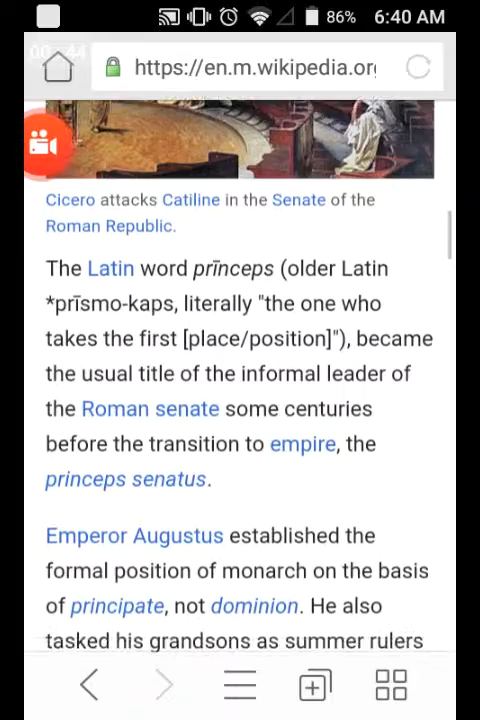 86% 6:40 AM
https://en.m.wikipedia.or
Cicero attacks Catiline in the Senate of the
Roman Republic.
The Latin word prīnceps (older Latin
*prīsmo-kaps, literally "the one who
takes the first [place/position]"), became
the usual title of the informal leader of
the Roman senate some centuries
before the transition to empire, the
princeps senatus.
Emperor Augustus established the
formal position of monarch on the basis
of principate, not dominion. He also
tasked his grandsons as summer rulers